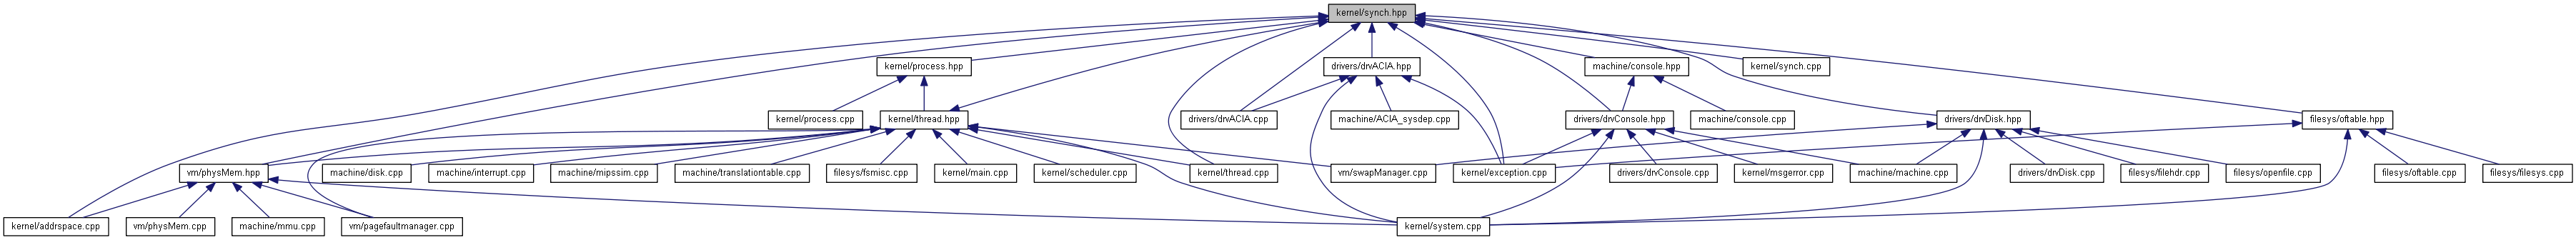 kernel/synch.hpp
kernel/process.hpp
drivers/drvACIA.hpp
machine/console.hpp
kernel/synch.cpp
kernel/process.cpp
kernel/thread.hpp
drivers/drvACIA.cpp
machine/ACIA_sysdep.cpp
drivers/drvConsole.hpp
machine/console.cpp
drivers/drvDisk.hpp
filesys/oftable.hpp
vm/physMem.hpp
machine/disk.cpp
machine/interrupt.cpp
machine/mipssim.cpp
machine/translationtable.cpp
filesys/fsmisc.cpp
kernel/main.cpp
kernel/scheduler.cpp
kernel/thread.cpp
vm/swapManager.cpp
kernel/exception.cpp
drivers/drvConsole.cpp
kernel/msgerror.cpp
machine/machine.cpp
drivers/drvDisk.cpp
filesys/filehdr.cpp
filesys/openfile.cpp
filesys/oftable.cpp
filesys/filesys.cpp
kernel/addrspace.cpp
vm/physMem.cpp
machine/mmu.cpp
vm/pagefaultmanager.cpp
kernel/system.cpp